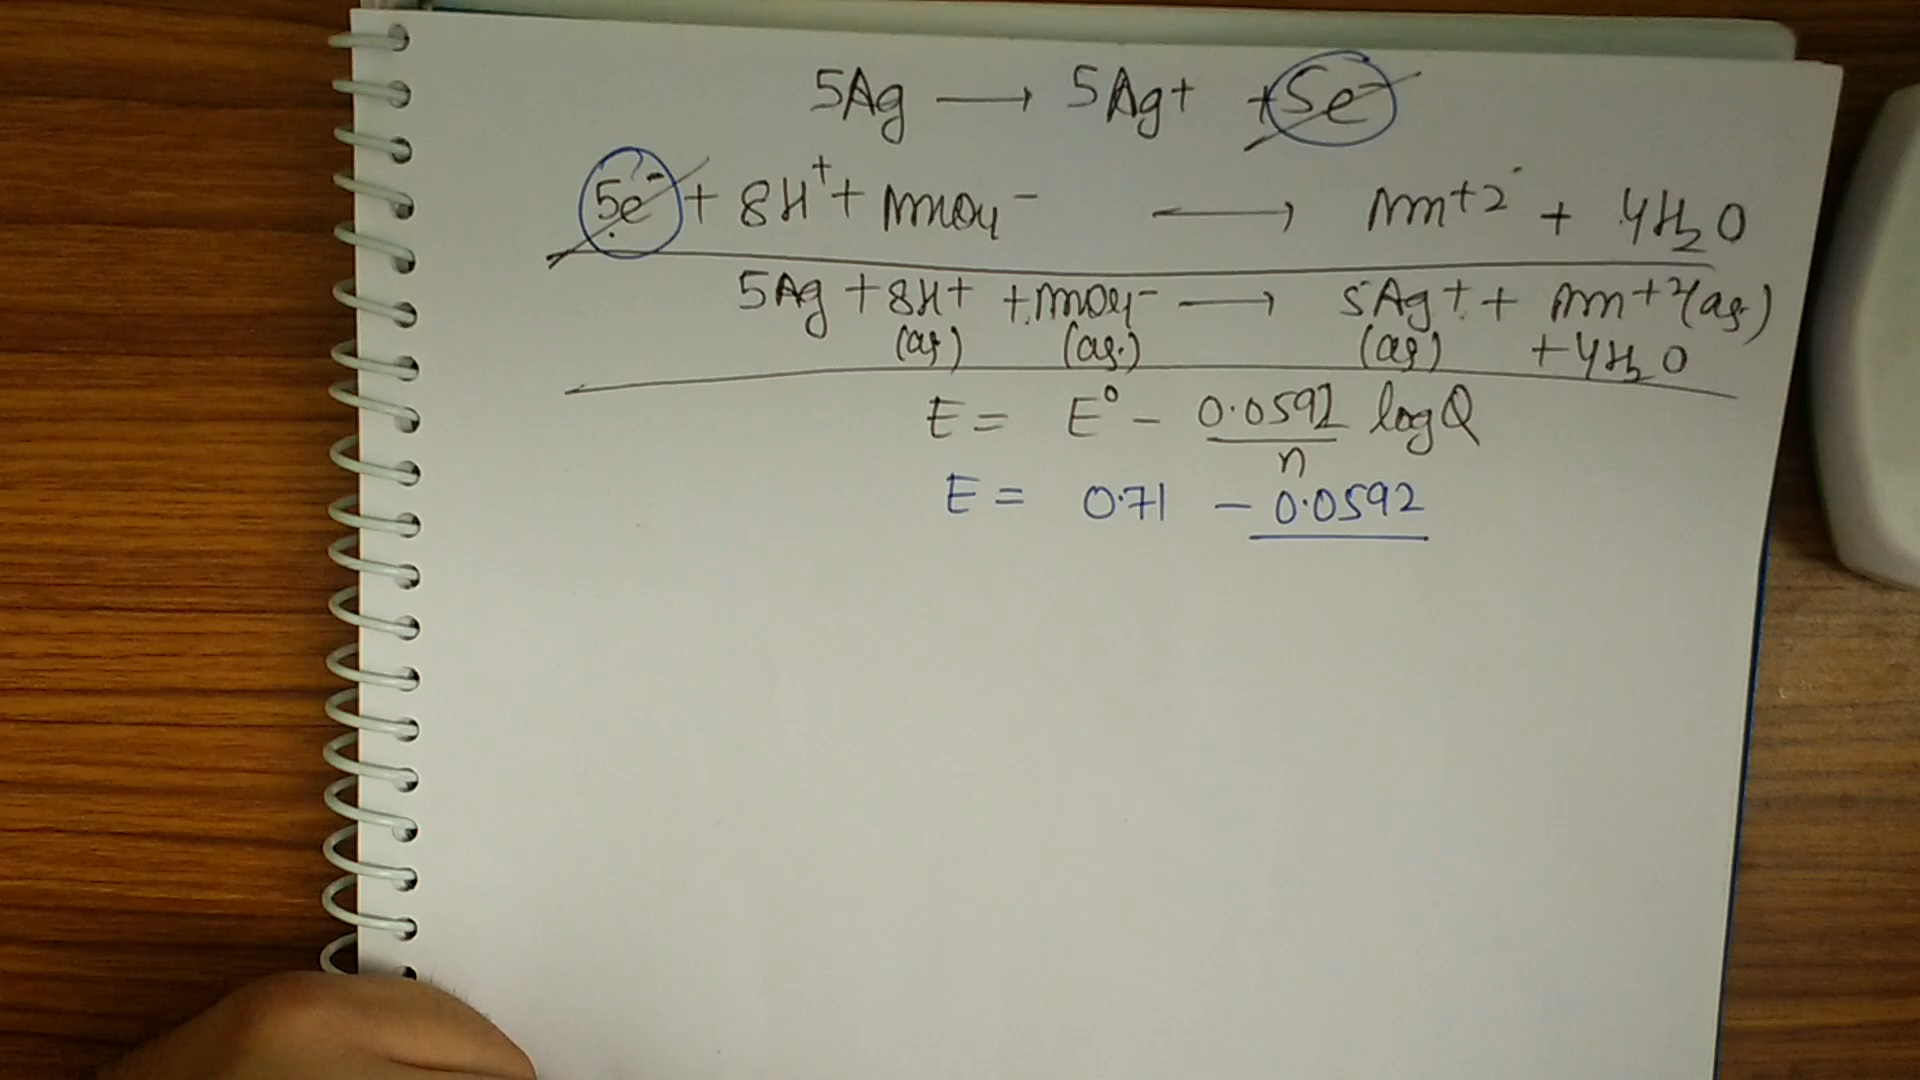 5Ag → 5Ag+ +5e-
5e- + 8H+ + MnO4- → Mn+2 + 4H2O
5Ag + 8H+ + MnO4- → 5Ag+ + Mn+2(aq.)
(aq) (aq.) (aq) +4H2O
E = E° - 0.0592/n log Q
E = 0.71 - 0.0592